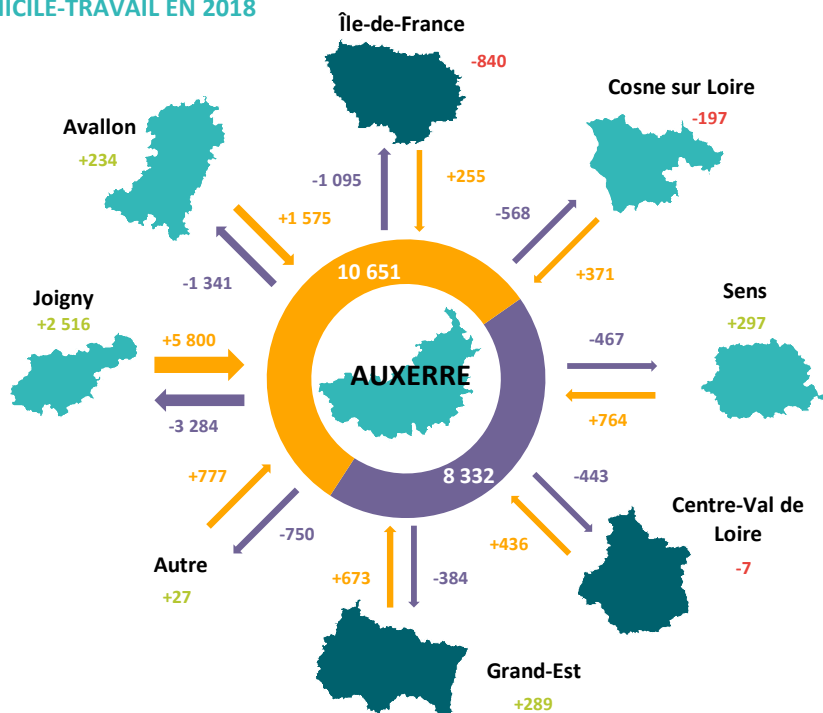 ICILE-TRAVAIL EN 2018
Île-de-France
-840
Cosne sur Loire
-197
Avallon
+234
-1 095
+255
-568
+1 575
+371
-1 341
10 651
Joigny
+2 516
Sens
+297
+5 800
-467
AUXERRE
-3 284
+764
+777
8 332
-443
Centre-Val de
Loire
-7
-750
+436
Autre
+27
+673
-384
Grand-Est
+289